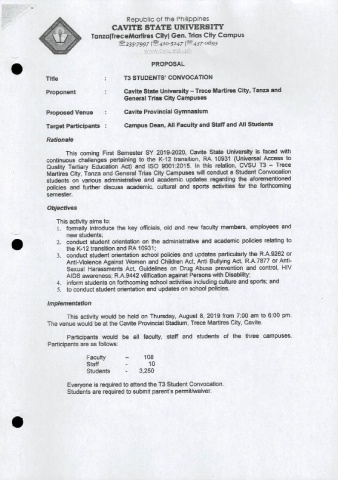 Republic of the Philippines
CAVITE STATE UNIVERSITY
Tanza|TreceMartires City| Gen. Trias City Campus
PROPOSAL
Title : T3 STUDENTS' CONVOCATION
Proponent : Cavite State University – Trece Martires City, Tanza and
General Trias City Campuses
Proposed Venue : Cavite Provincial Gymnasium
Target Participants : Campus Dean, All Faculty and Staff and All Students
Rationale
This coming First Semester SY 2019-2020, Cavite State University is faced with
continuous challenges pertaining to the K-12 transition, RA 10931 (Universal Access to
Quality Tertiary Education Act) and ISO 9001:2015. In this relation, CVSU T3 – Trece
Martires City, Tanza and General Trias City Campuses will conduct a Student Convocation
students on various administrative and academic updates regarding the aforementioned
policies and further discuss academic, cultural and sports activities for the forthcoming
semester.
Objectives
This activity aims to:
1. formally introduce the key officials, old and new faculty members, employees and
new students;
2. conduct student orientation on the administrative and academic policies relating to
the K-12 transition and RA 10931;
3. conduct student orientation school policies and updates particularly the R.A.9262 or
Anti-Violence Against Women and Children Act, Anti Bullying Act, R.A.7877 or Anti-
Sexual Harassments Act, Guidelines on Drug Abuse prevention and control, HIV
AIDS awareness, R.A.9442 vilification against Persons with Disability;
4. inform students on forthcoming school activities including culture and sports; and
5. to conduct student orientation and updates on school policies.
Implementation
This activity would be held on Thursday, August 8, 2019 from 7:00 am to 6:00 pm.
The venue would be at the Cavite Provincial Stadium, Trece Martires City, Cavite.
Participants would be all faculty, staff and students of the three campuses.
Participants are as follows:
Faculty – 108
Staff - 10
Students - 3,250
Everyone is required to attend the T3 Student Convocation.
Students are required to submit parent's permit/waiver.